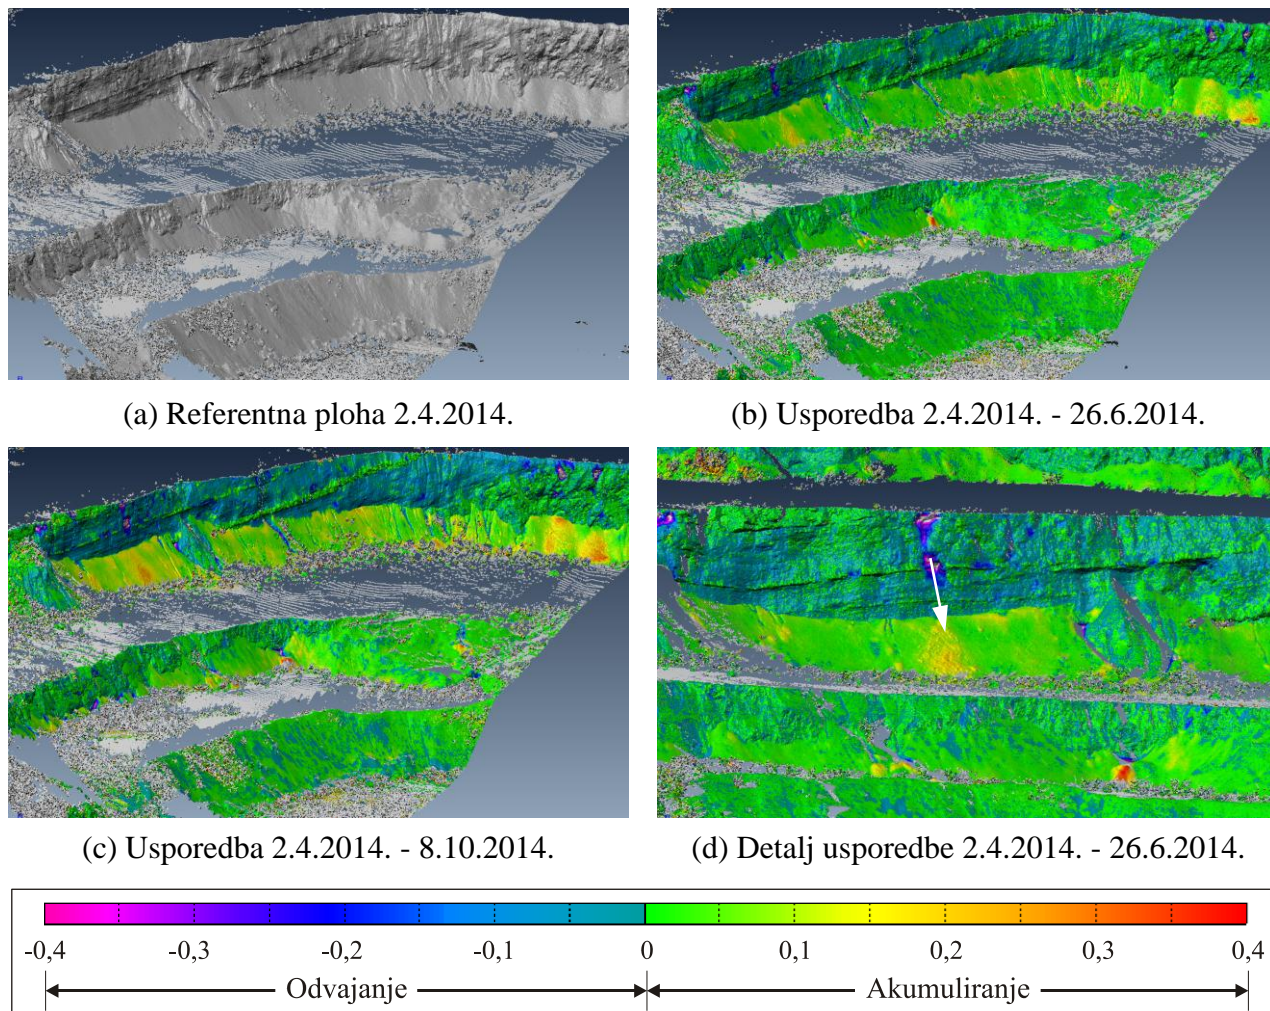 (a) Referentna ploha 2.4.2014.
(b) Usporedba 2.4.2014. - 26.6.2014.
(c) Usporedba 2.4.2014. - 8.10.2014.
(d) Detalj usporedbe 2.4.2014. - 26.6.2014.
-0,4 -0,3 -0,2 -0,1 0 0,1 0,2 0,3 0,4
Odvajanje Akumuliranje